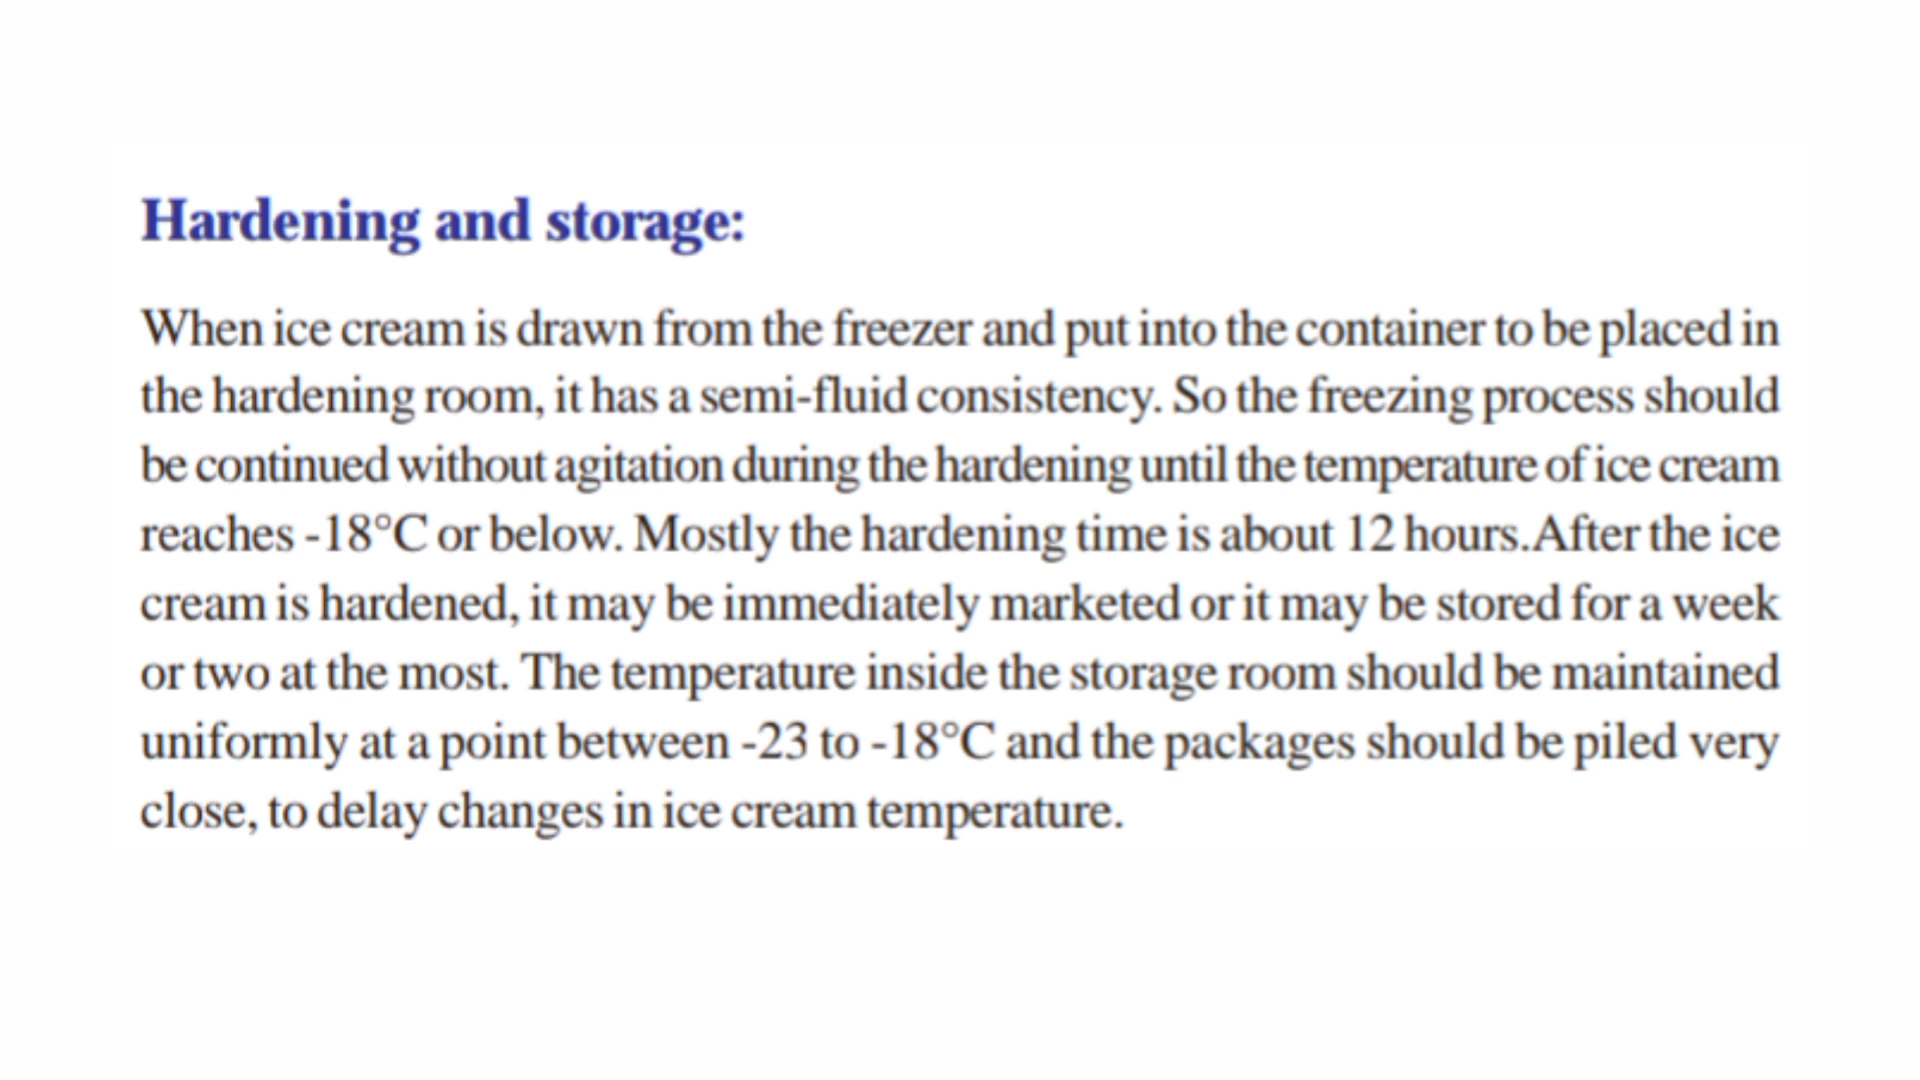 Hardening and storage:
When ice cream is drawn from the freezer and put into the container to be placed in
the hardening room, it has a semi-fluid consistency. So the freezing process should
be continued without agitation during the hardening until the temperature of ice cream
reaches -18°C or below. Mostly the hardening time is about 12 hours.After the ice
cream is hardened, it may be immediately marketed or it may be stored for a week
or two at the most. The temperature inside the storage room should be maintained
uniformly at a point between -23 to -18°C and the packages should be piled very
close, to delay changes in ice cream temperature.